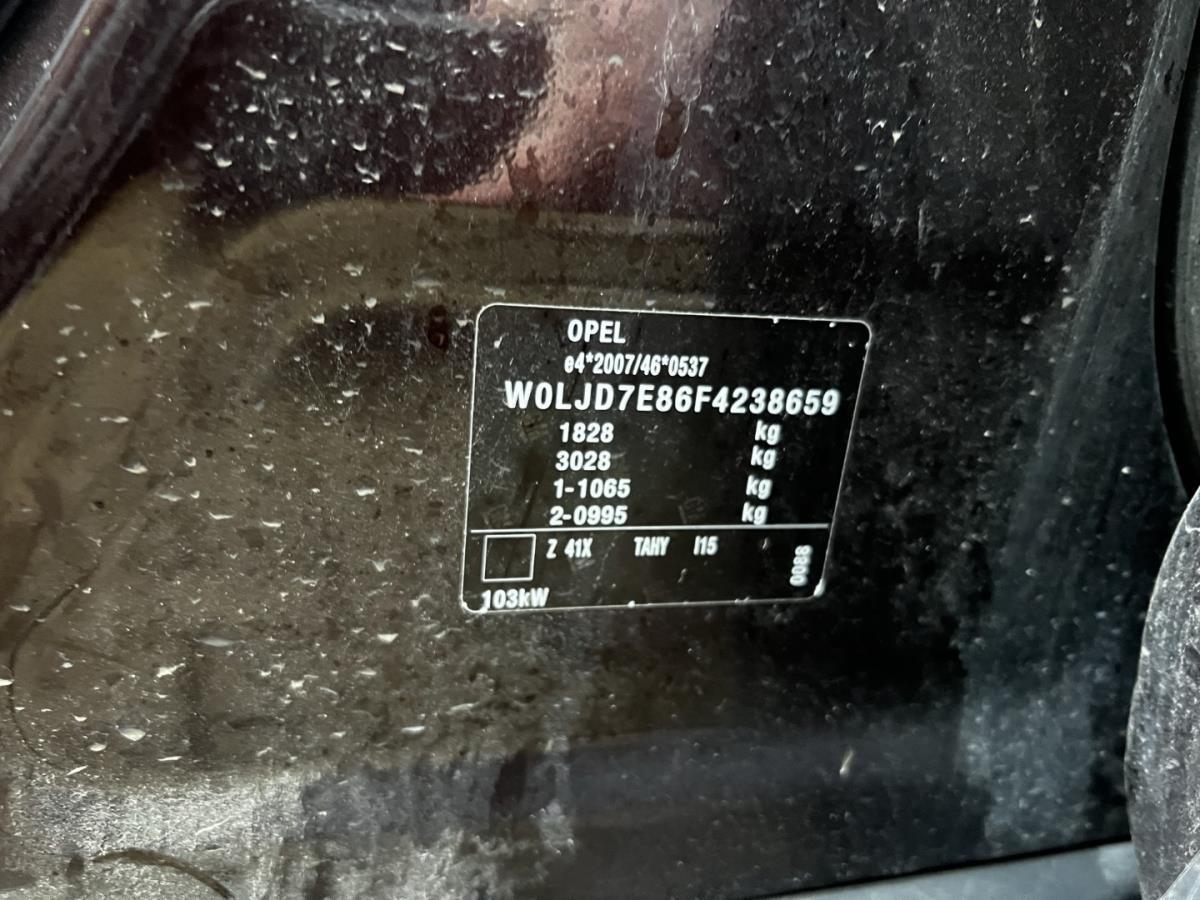 OPEL
e4*2007/46*0537
W0LJD7E86F4238659
1828 kg
3028 kg
1-1065 kg
2-0995 kg
Z 41X TAHY I15
0088
103kW